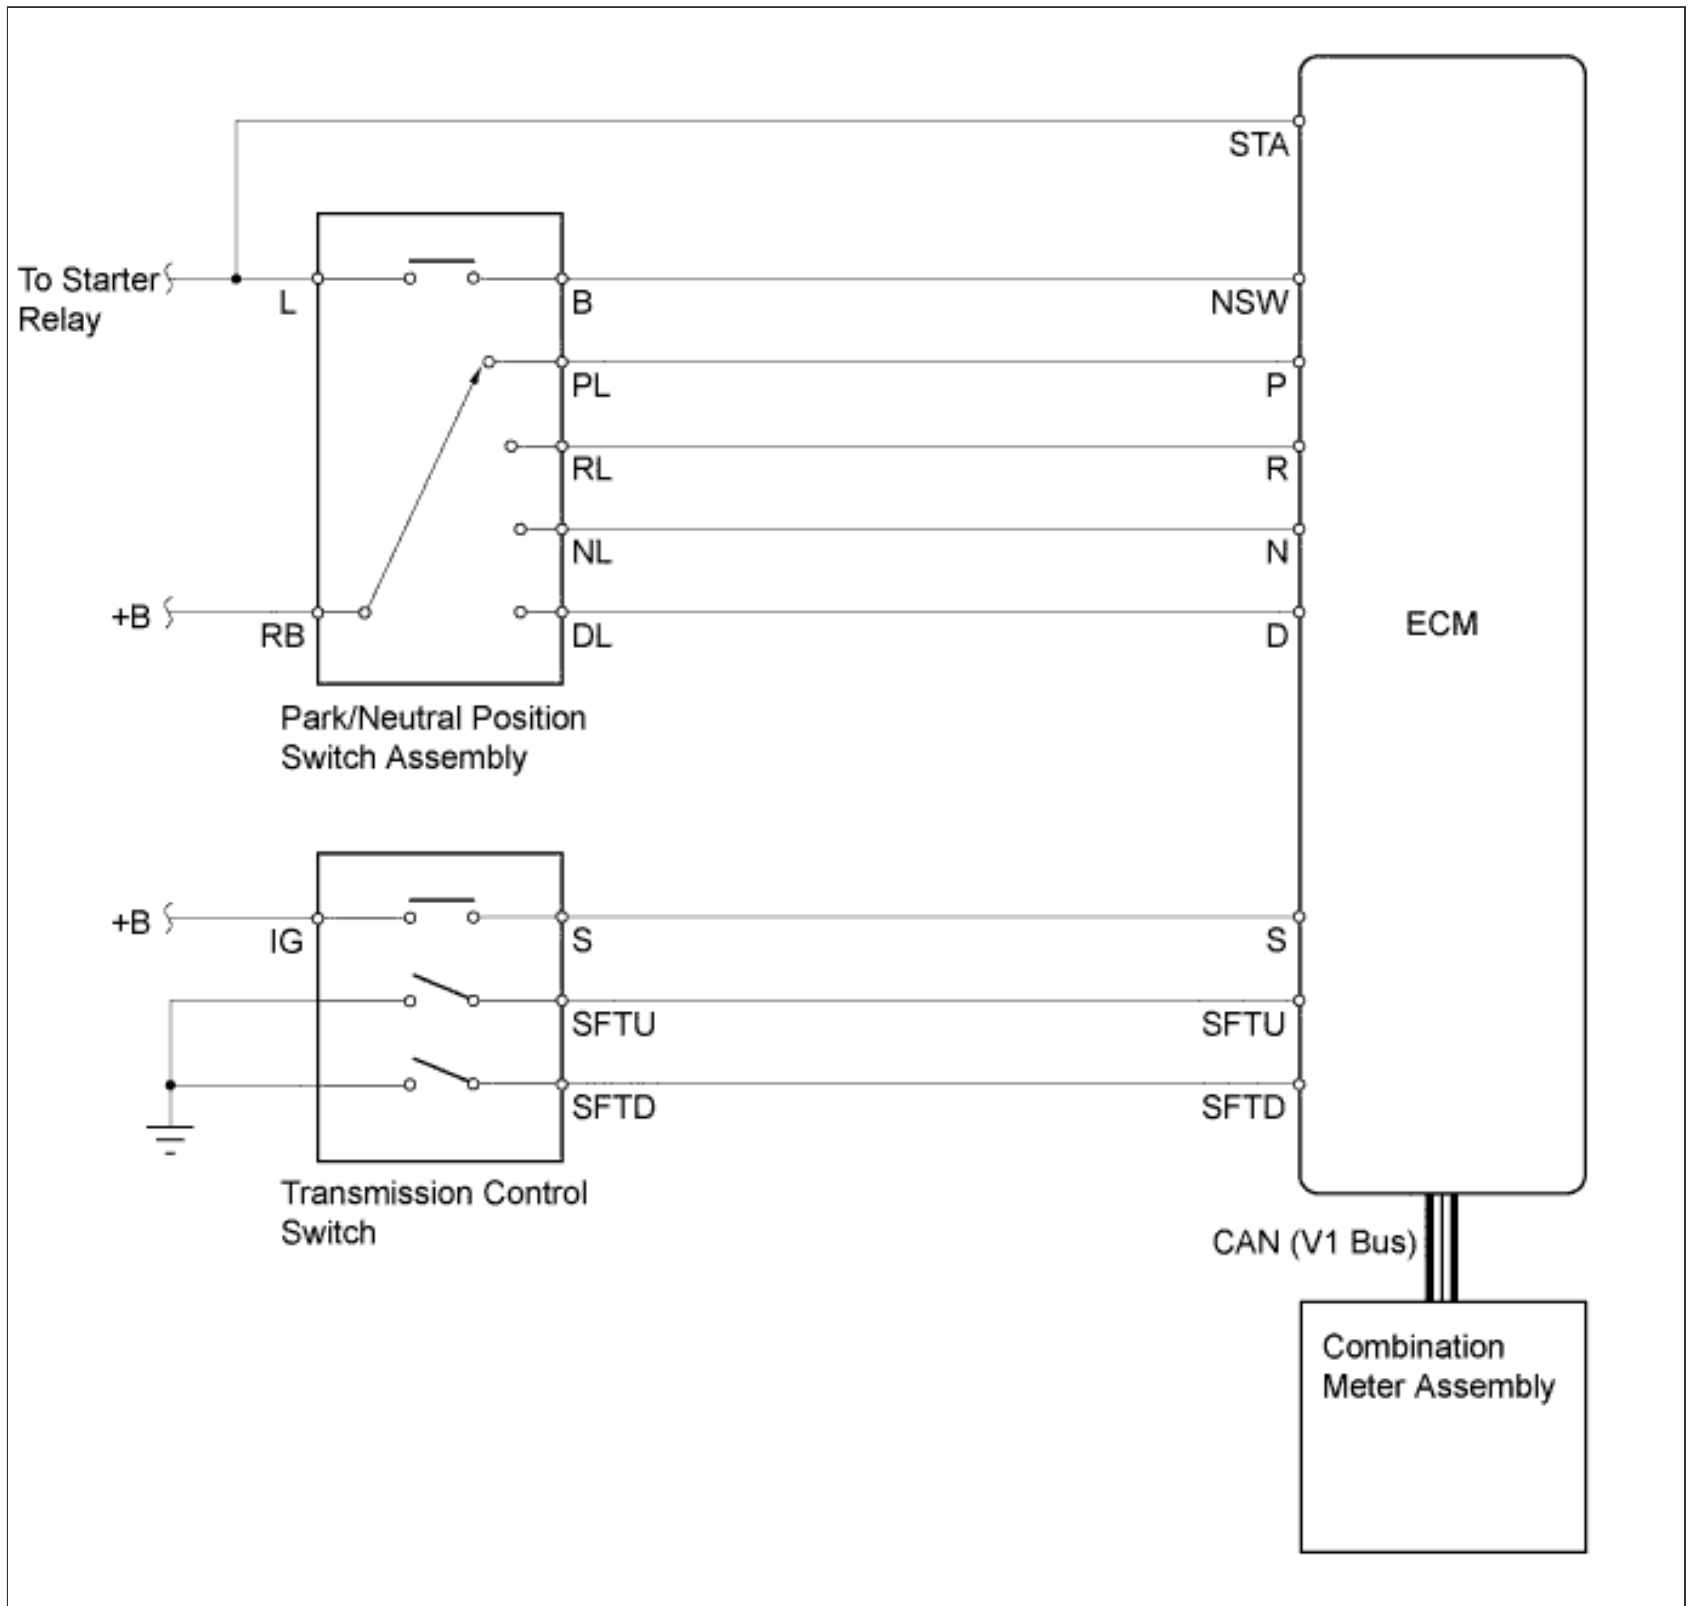 STA
To Starter
Relay
L
B
NSW
PL
P
RL
R
NL
N
+B
RB
DL
D
ECM
Park/Neutral Position
Switch Assembly
+B
IG
S
S
SFTU
SFTU
SFTD
SFTD
Transmission Control
Switch
CAN (V1 Bus)
Combination
Meter Assembly